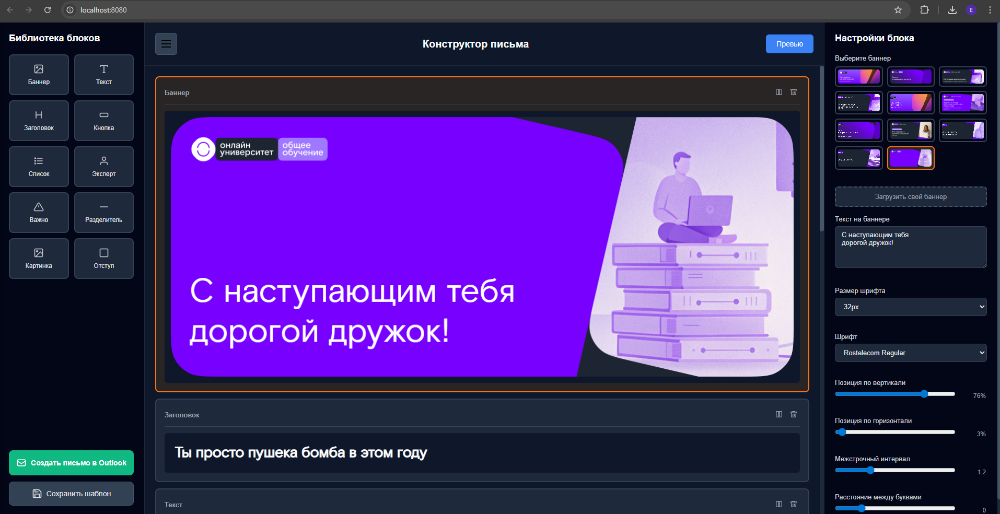 localhost:8080
E
Библиотека блоков
Баннер
Текст
Заголовок
Кнопка
Список
Эксперт
Важно
Разделитель
Картинка
Отступ
Создать письмо в Outlook
Сохранить шаблон
Конструктор письма
Превью
Баннер
онлайн
университет
общее
обучение
С наступающим тебя
дорогой дружок!
Заголовок
Ты просто пушека бомба в этом году
Текст
Настройки блока
Выберите баннер
Загрузить свой баннер
Текст на баннере
С наступающим тебя
дорогой дружок!
Размер шрифта
32px
Шрифт
Rostelecom Regular
Позиция по вертикали
76%
Позиция по горизонтали
3%
Межстрочный интервал
1.2
Расстояние между буквами
0